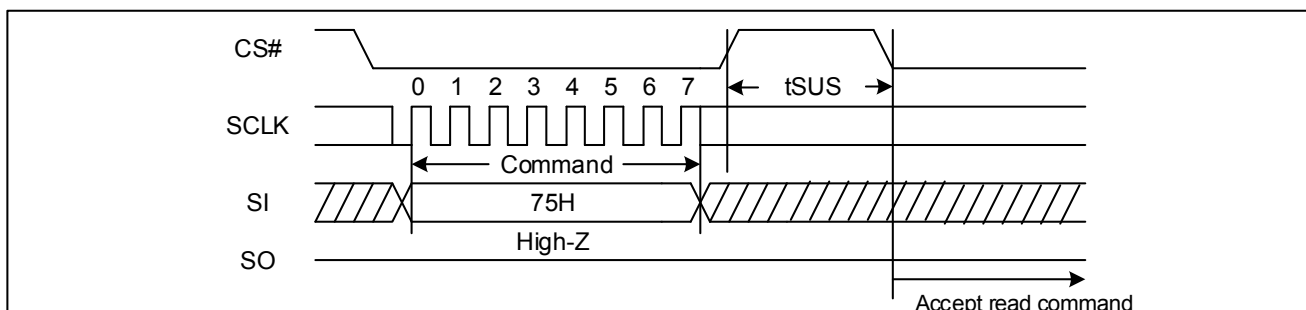 CS#
tSUS
0 1 2 3 4 5 6 7
SCLK
Command
SI
75H
High-Z
SO
Accept read command